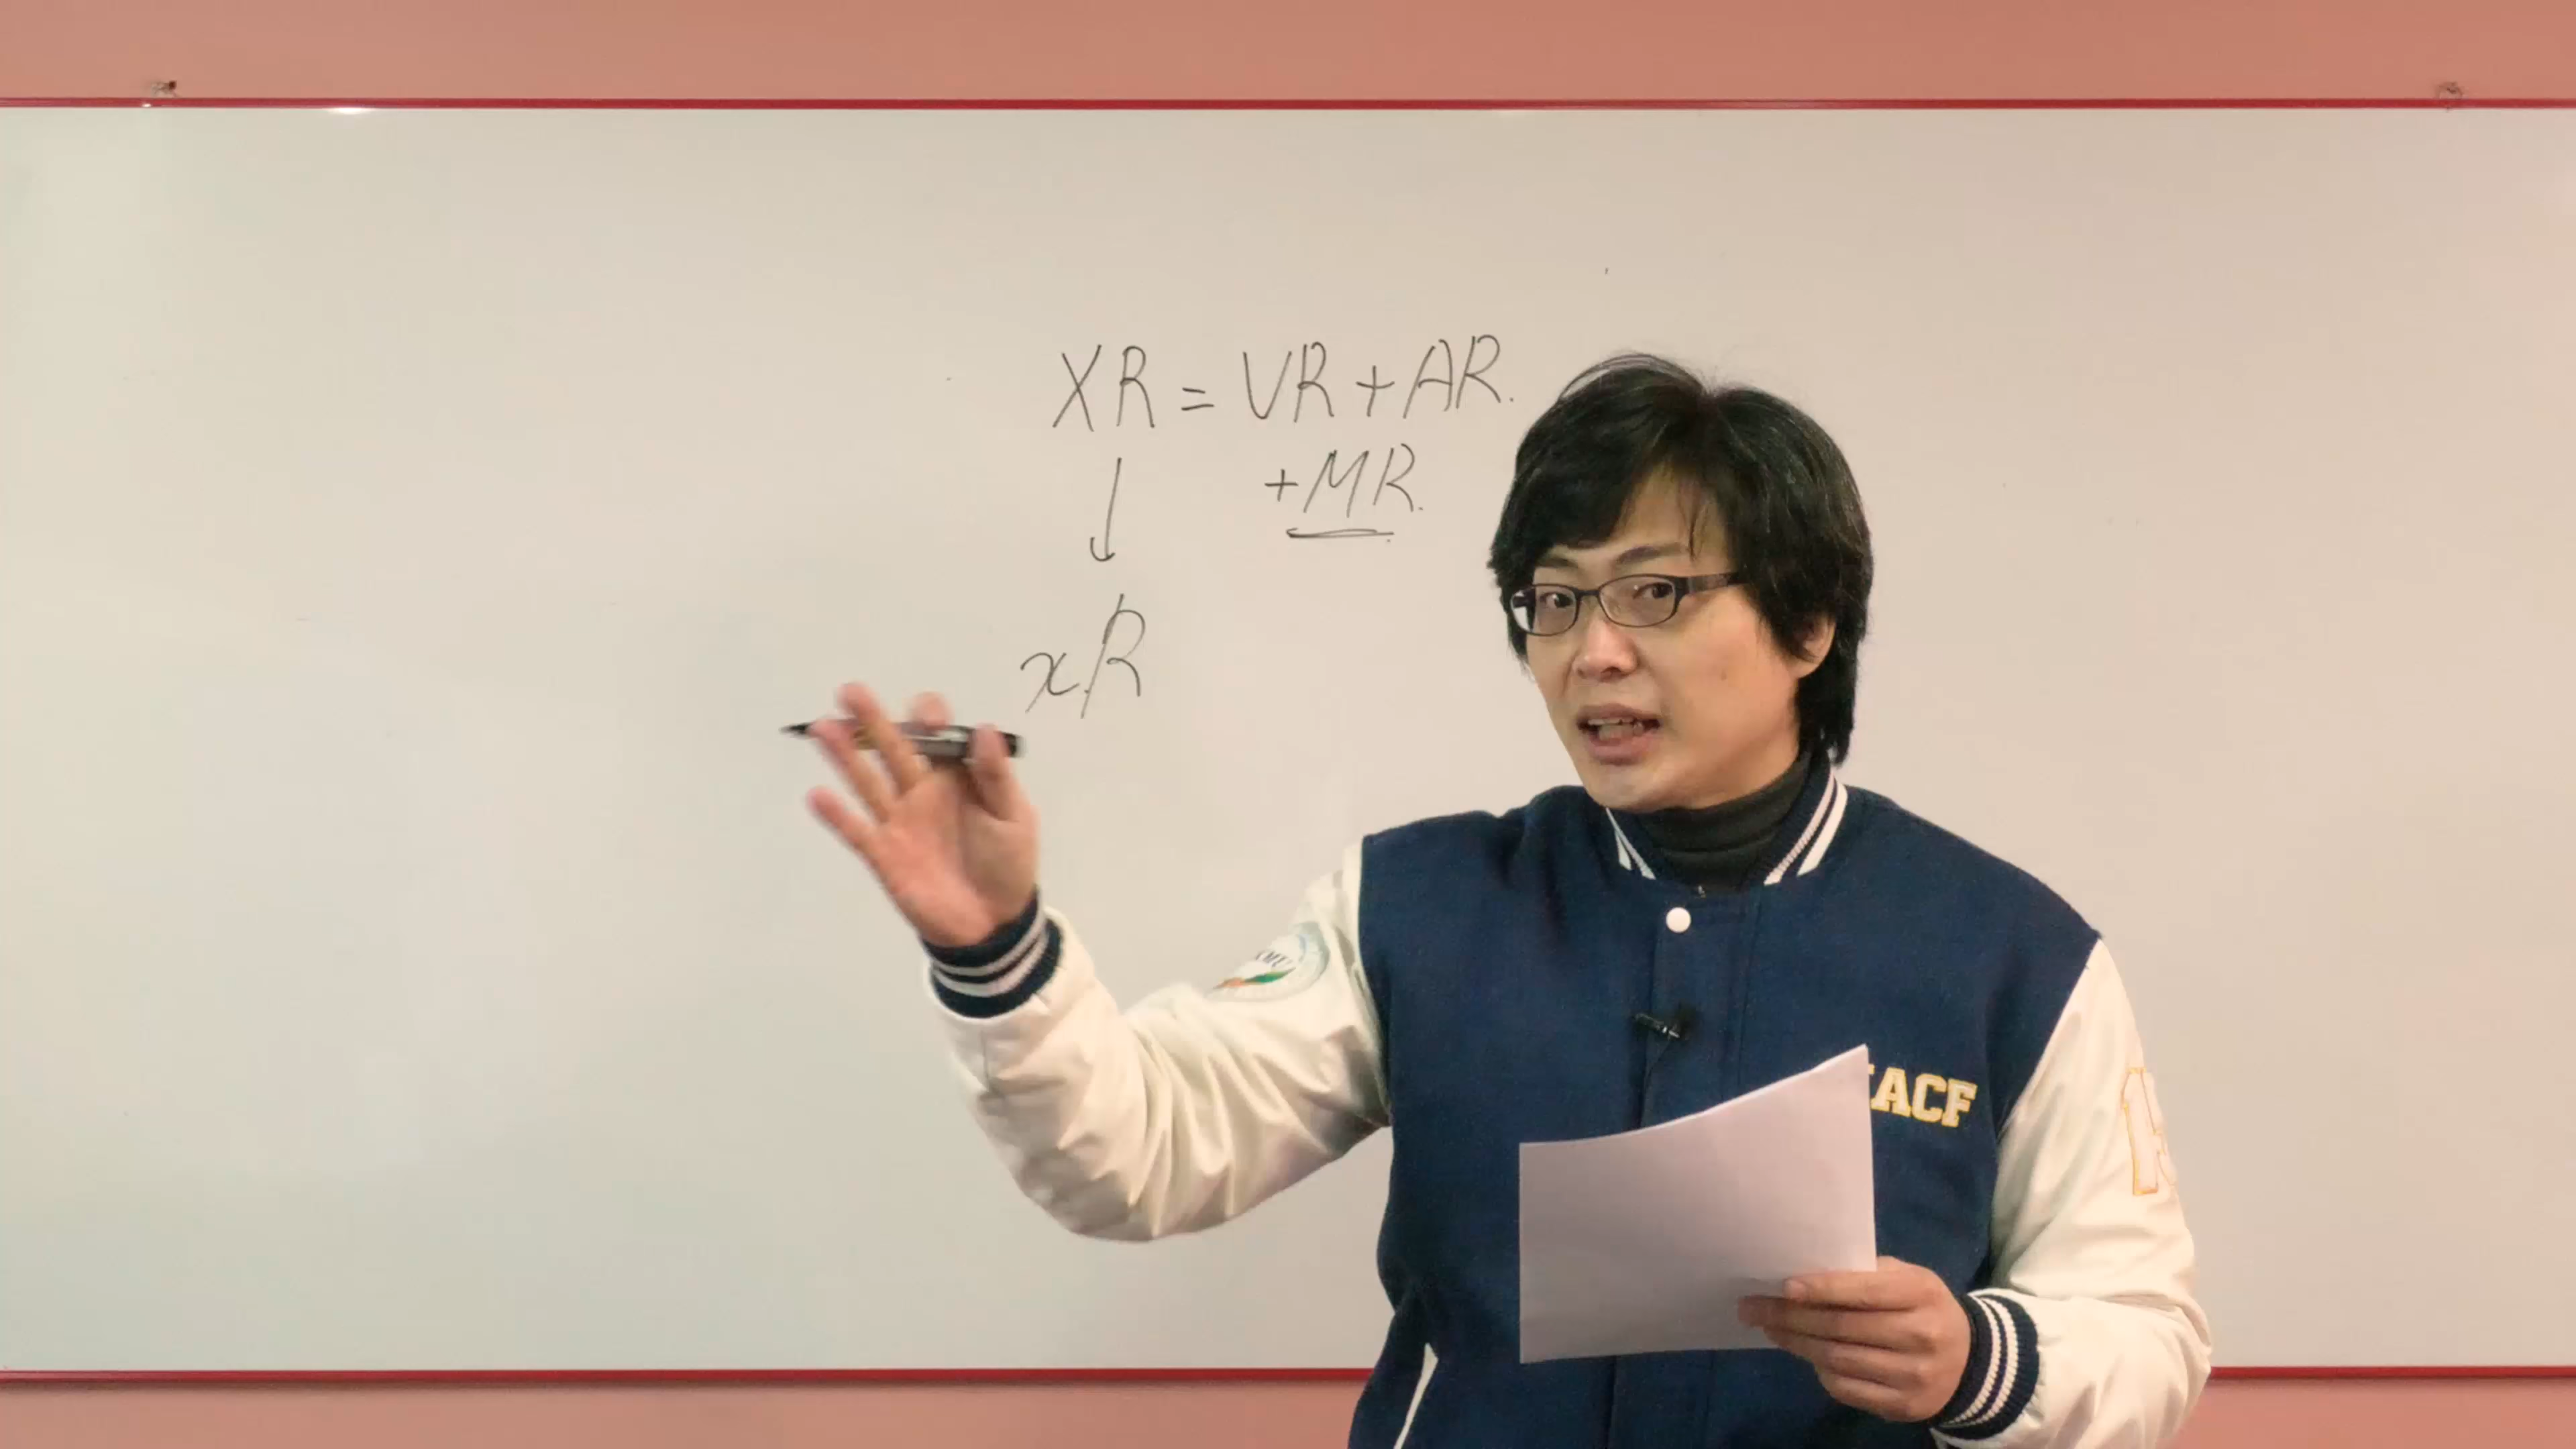 XR = VR + AR.
+ MR.
↓
xR
ACF